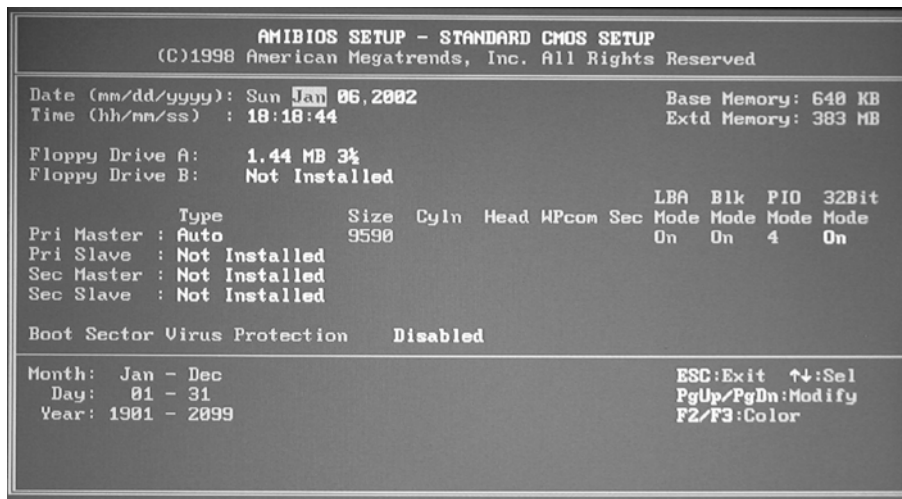 AMIBIOS SETUP - STANDARD CMOS SETUP
(C)1998 American Megatrends, Inc. All Rights Reserved
Date (mm/dd/yyyy): Sun Jan 06,2002 Base Memory: 640 KB
Time (hh/mm/ss) : 18:18:44 Extd Memory: 383 MB
Floppy Drive A: 1.44 MB 3½
Floppy Drive B: Not Installed
LBA Blk PIO 32Bit
Type Size Cyln Head WPcom Sec Mode Mode Mode Mode
Pri Master : Auto 9590 On On 4 On
Pri Slave : Not Installed
Sec Master : Not Installed
Sec Slave : Not Installed
Boot Sector Virus Protection Disabled
Month: Jan - Dec ESC:Exit ↑↓:Sel
Day: 01 - 31 PgUp/PgDn:Modify
Year: 1901 - 2099 F2/F3:Color